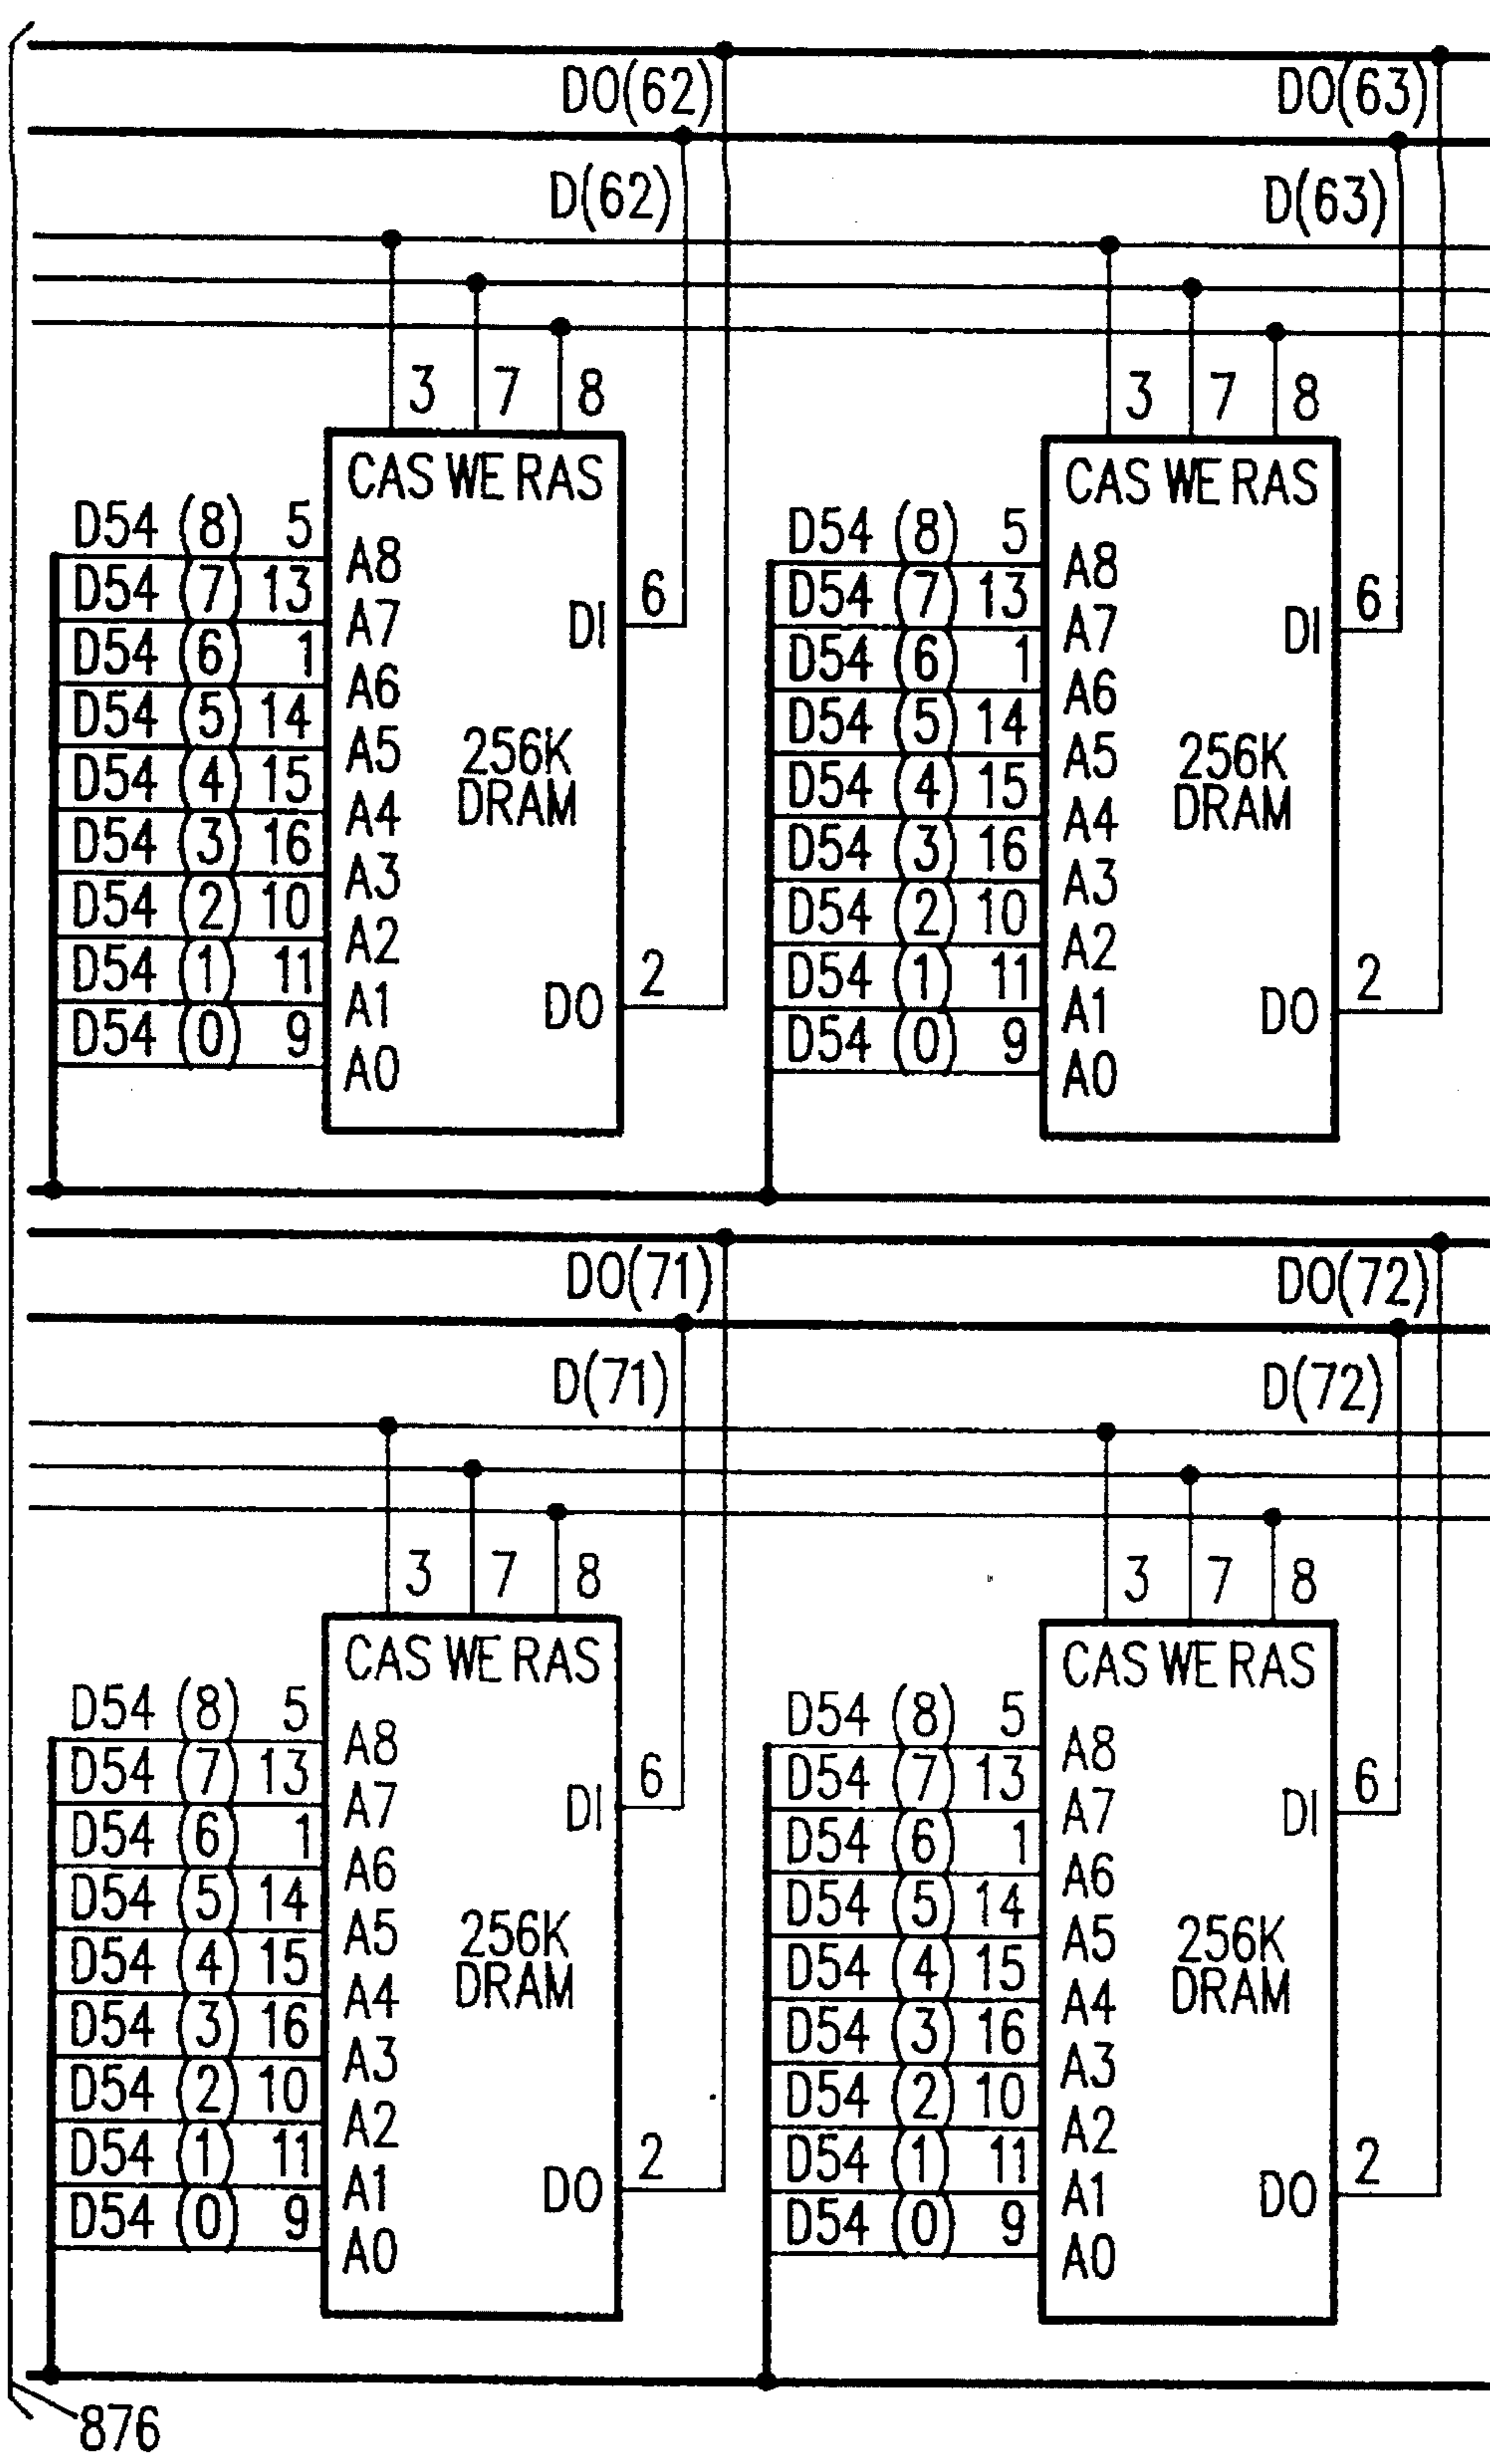 DO(62) DO(63)
D(62) D(63)
3 7 8 3 7 8
CAS WE RAS CAS WE RAS
D54 (8) 5 A8 D54 (8) 5 A8
D54 (7) 13 A7 DI 6 D54 (7) 13 A7 DI 6
D54 (6) 1 A6 D54 (6) 1 A6
D54 (5) 14 A5 256K D54 (5) 14 A5 256K
D54 (4) 15 A4 DRAM D54 (4) 15 A4 DRAM
D54 (3) 16 A3 D54 (3) 16 A3
D54 (2) 10 A2 D54 (2) 10 A2
D54 (1) 11 A1 DO 2 D54 (1) 11 A1 DO 2
D54 (0) 9 A0 D54 (0) 9 A0
DO(71) DO(72)
D(71) D(72)
3 7 8 3 7 8
CAS WE RAS CAS WE RAS
D54 (8) 5 A8 D54 (8) 5 A8
D54 (7) 13 A7 DI 6 D54 (7) 13 A7 DI 6
D54 (6) 1 A6 D54 (6) 1 A6
D54 (5) 14 A5 256K D54 (5) 14 A5 256K
D54 (4) 15 A4 DRAM D54 (4) 15 A4 DRAM
D54 (3) 16 A3 D54 (3) 16 A3
D54 (2) 10 A2 D54 (2) 10 A2
D54 (1) 11 A1 DO 2 D54 (1) 11 A1 DO 2
D54 (0) 9 A0 D54 (0) 9 A0
876